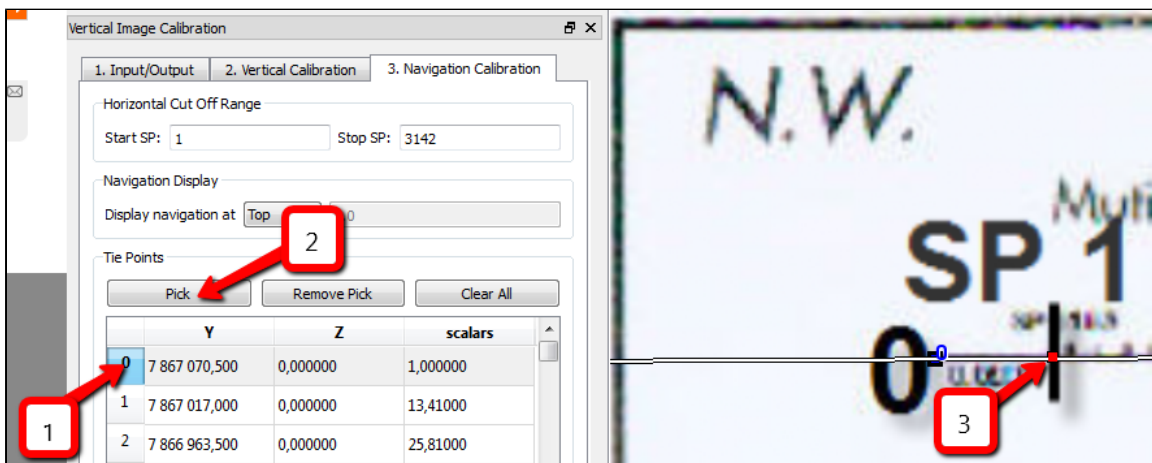 Vertical Image Calibration
1. Input/Output
2. Vertical Calibration
3. Navigation Calibration
Horizontal Cut Off Range
Start SP: 1
Stop SP: 3142
Navigation Display
Display navigation at Top
2
Tie Points
Pick
Remove Pick
Clear All
Y Z scalars
0 7 867 070,500 0,000000 1,000000
1 7 867 017,000 0,000000 13,41000
2 7 866 963,500 0,000000 25,81000
1
N.W.
SP 1
0
0
3